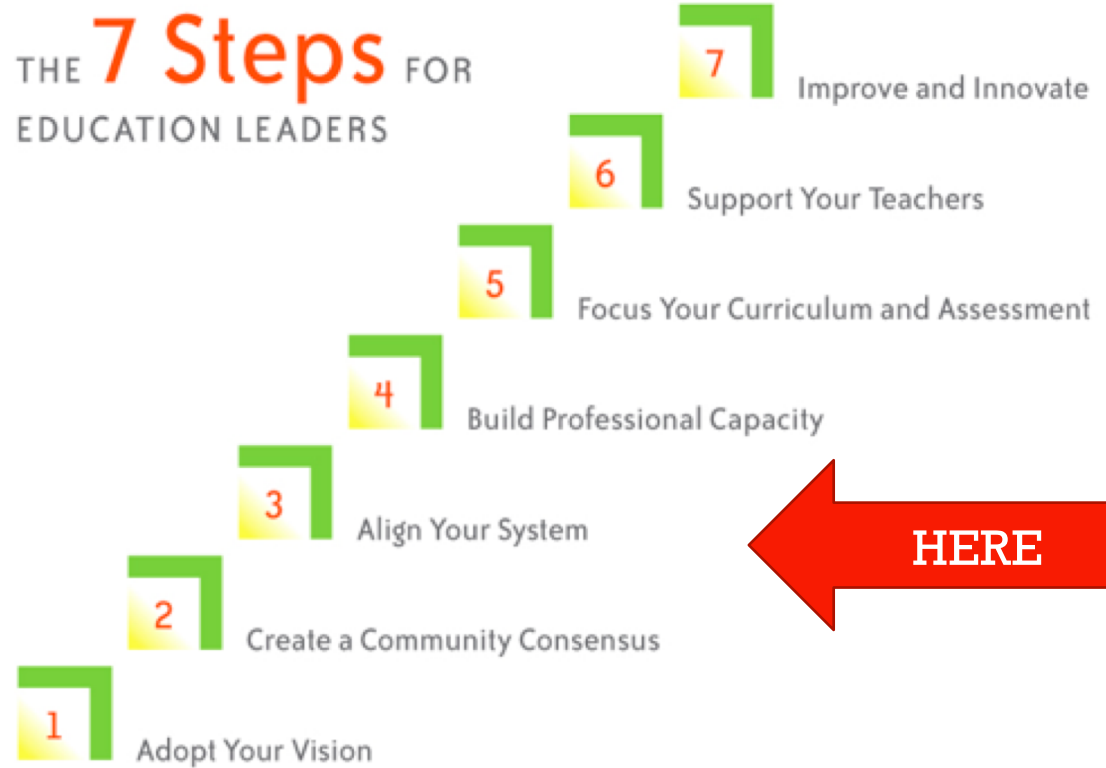 THE 7 Steps FOR
EDUCATION LEADERS
7
Improve and Innovate
6
Support Your Teachers
5
Focus Your Curriculum and Assessment
4
Build Professional Capacity
3
Align Your System
HERE
2
Create a Community Consensus
1
Adopt Your Vision